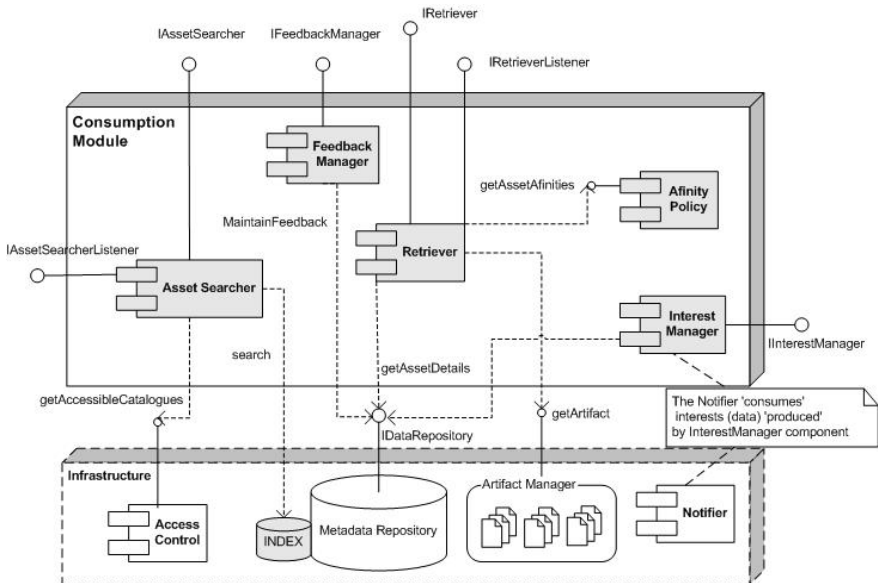 IRetriever
IAssetSearcher
IFeedbackManager
IRetrieverListener
Consumption
Module
Feedback
Manager
getAssetAfinities
Afinity
Policy
MaintainFeedback
IAssetSearcherListener
Retriever
Asset Searcher
Interest
Manager
IInterestManager
search
getAssetDetails
getAccessibleCatalogues
getArtifact
The Notifier 'consumes'
interests (data) 'produced'
by InterestManager component
IDataRepository
Infrastructure
Artifact Manager
Access
Control
INDEX
Metadata Repository
Notifier